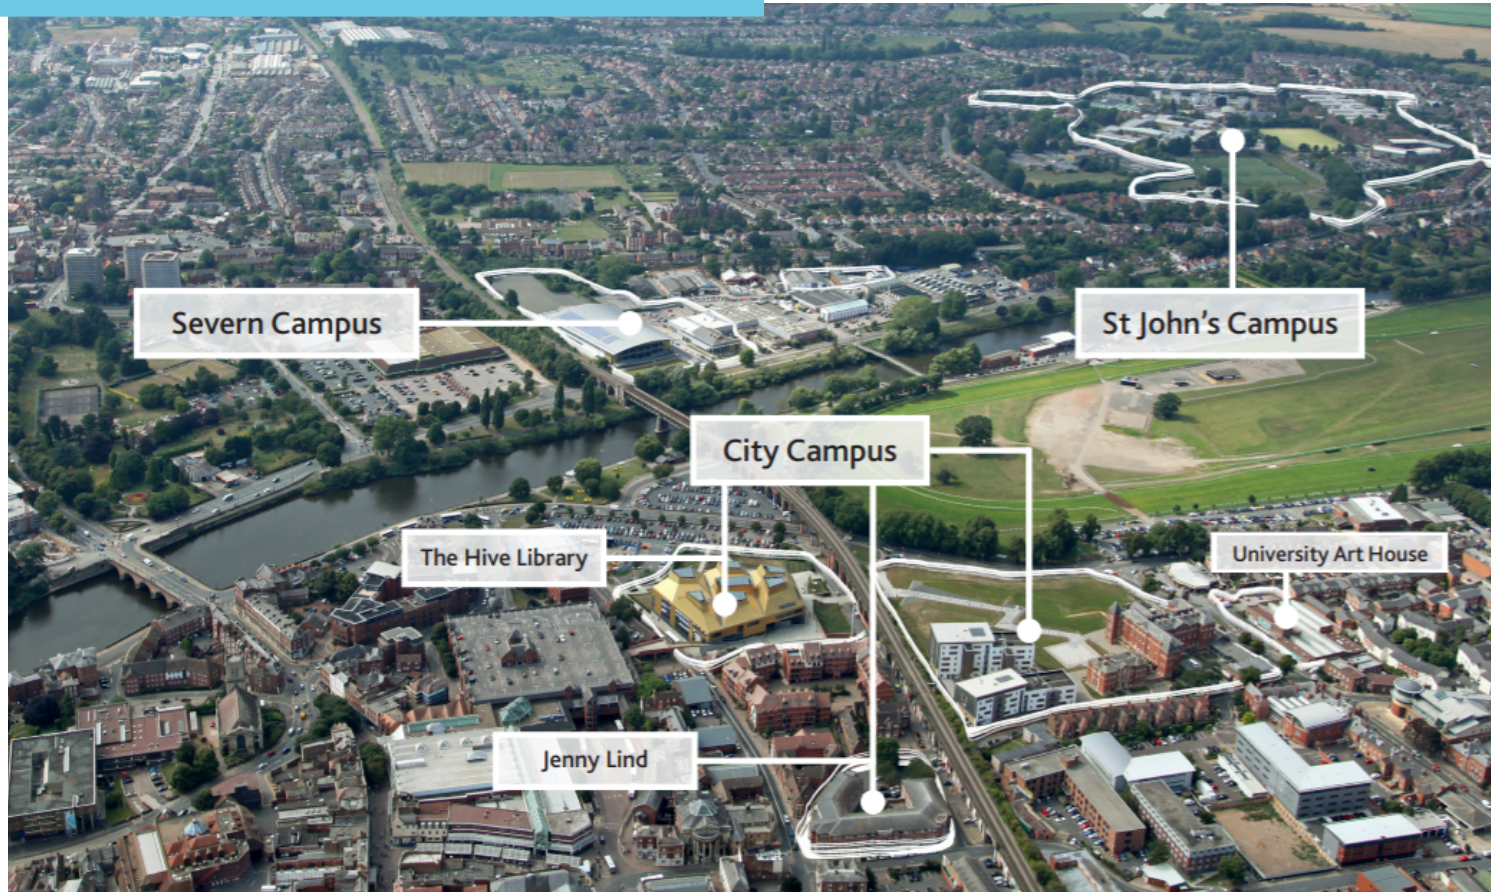 Severn Campus
St John's Campus
City Campus
The Hive Library
University Art House
Jenny Lind